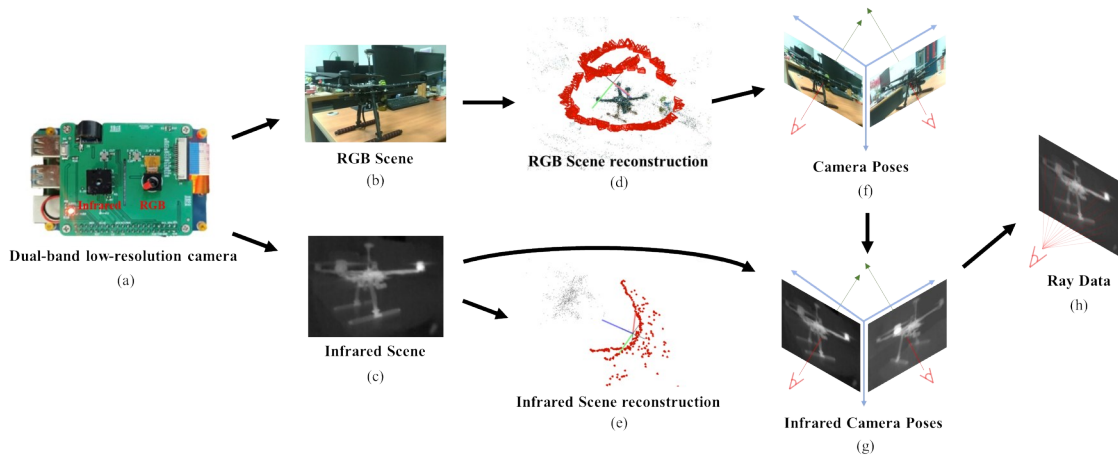 Infrared
RGB
Dual-band low-resolution camera
(a)
RGB Scene
(b)
Infrared Scene
(c)
RGB Scene reconstruction
(d)
Infrared Scene reconstruction
(e)
Camera Poses
(f)
Infrared Camera Poses
(g)
Ray Data
(h)